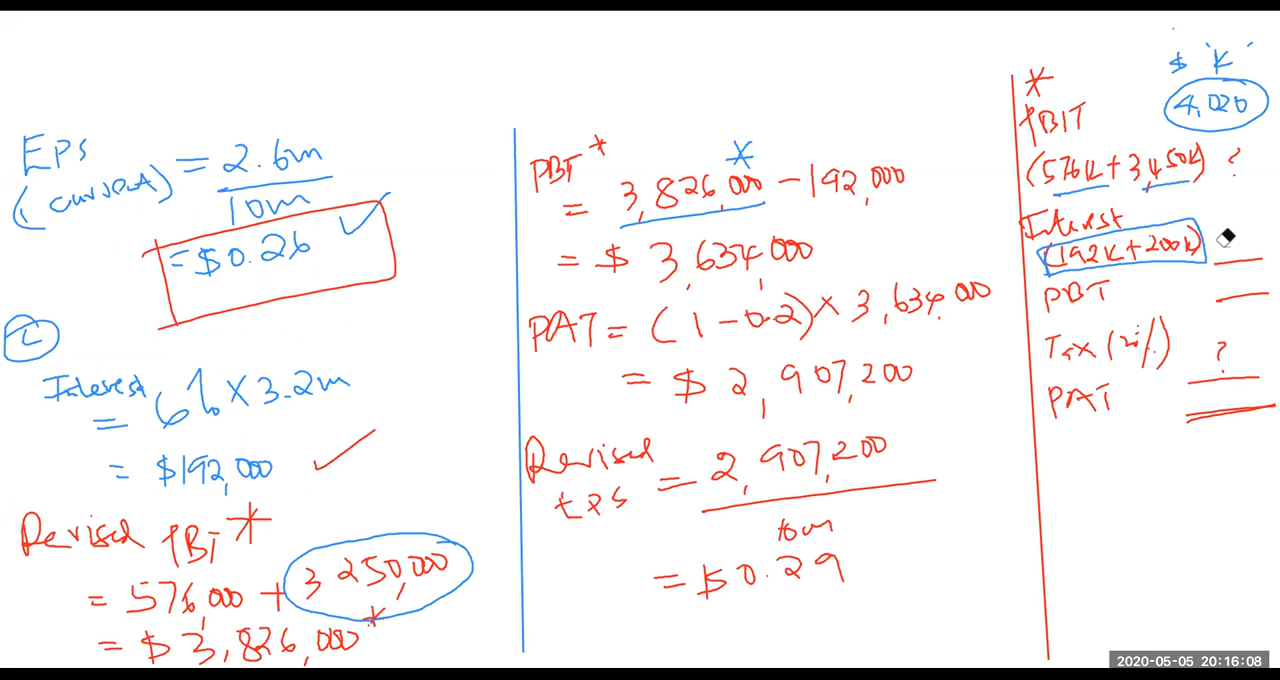 EPS
(current) = 2.6m
10m
= $0.26 ✓
c
Interest
= 6% × 3.2m
= $192,000 ✓
Revised PBT *
= 576,000 + 3 250,000
= $ 3,826,000 *
PBT *
*
= 3,826,000 - 192,000
= $ 3,634,000
PAT = (1 - 0.2) × 3,634,000
= $ 2,907,200
Revised
EPS = 2,907,200
10m
= $0.29
$ 'K'
*
PBIT 4,020
(576K + 3,450K) ?
Interest
(192K + 200K)
PBT
Tax (20%) ?
PAT
2020-05-05 20:16:08